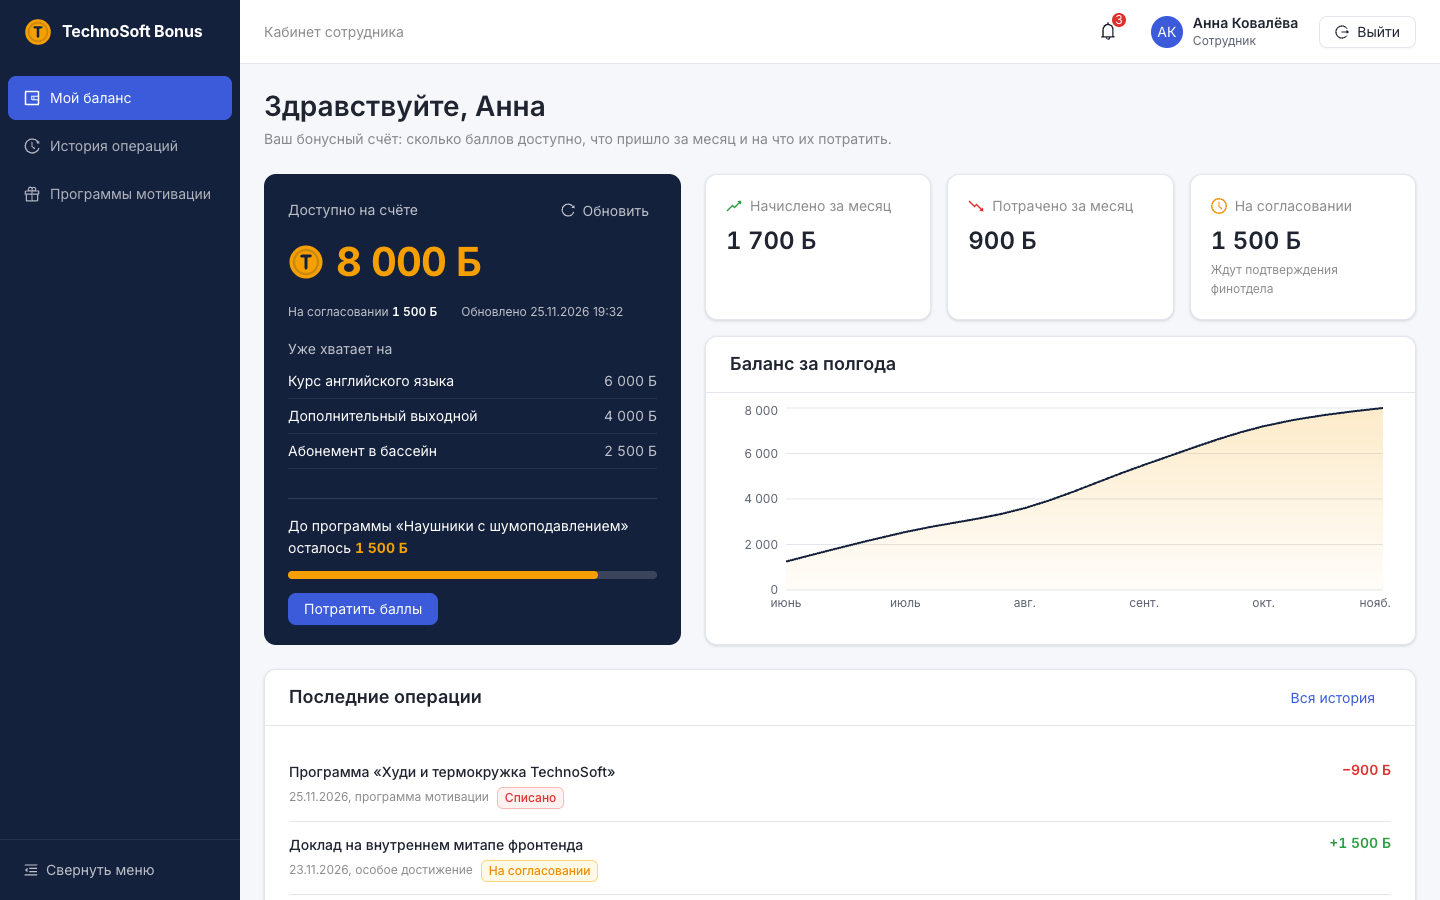 TechnoSoft Bonus
Кабинет сотрудника
3
АК
Анна Ковалёва
Сотрудник
Выйти
Мой баланс
История операций
Программы мотивации
Свернуть меню
Здравствуйте, Анна
Ваш бонусный счёт: сколько баллов доступно, что пришло за месяц и на что их потратить.
Доступно на счёте
Обновить
T
8 000 Б
На согласовании 1 500 Б
Обновлено 25.11.2026 19:32
Уже хватает на
Курс английского языка 6 000 Б
Дополнительный выходной 4 000 Б
Абонемент в бассейн 2 500 Б
До программы «Наушники с шумоподавлением»
осталось 1 500 Б
Потратить баллы
Начислено за месяц
1 700 Б
Потрачено за месяц
900 Б
На согласовании
1 500 Б
Ждут подтверждения
финотдела
Баланс за полгода
8 000
6 000
4 000
2 000
0
июнь июль авг. сент. окт. нояб.
Последние операции
Вся история
Программа «Худи и термокружка TechnoSoft»
−900 Б
25.11.2026, программа мотивации Списано
Доклад на внутреннем митапе фронтенда
+1 500 Б
23.11.2026, особое достижение На согласовании